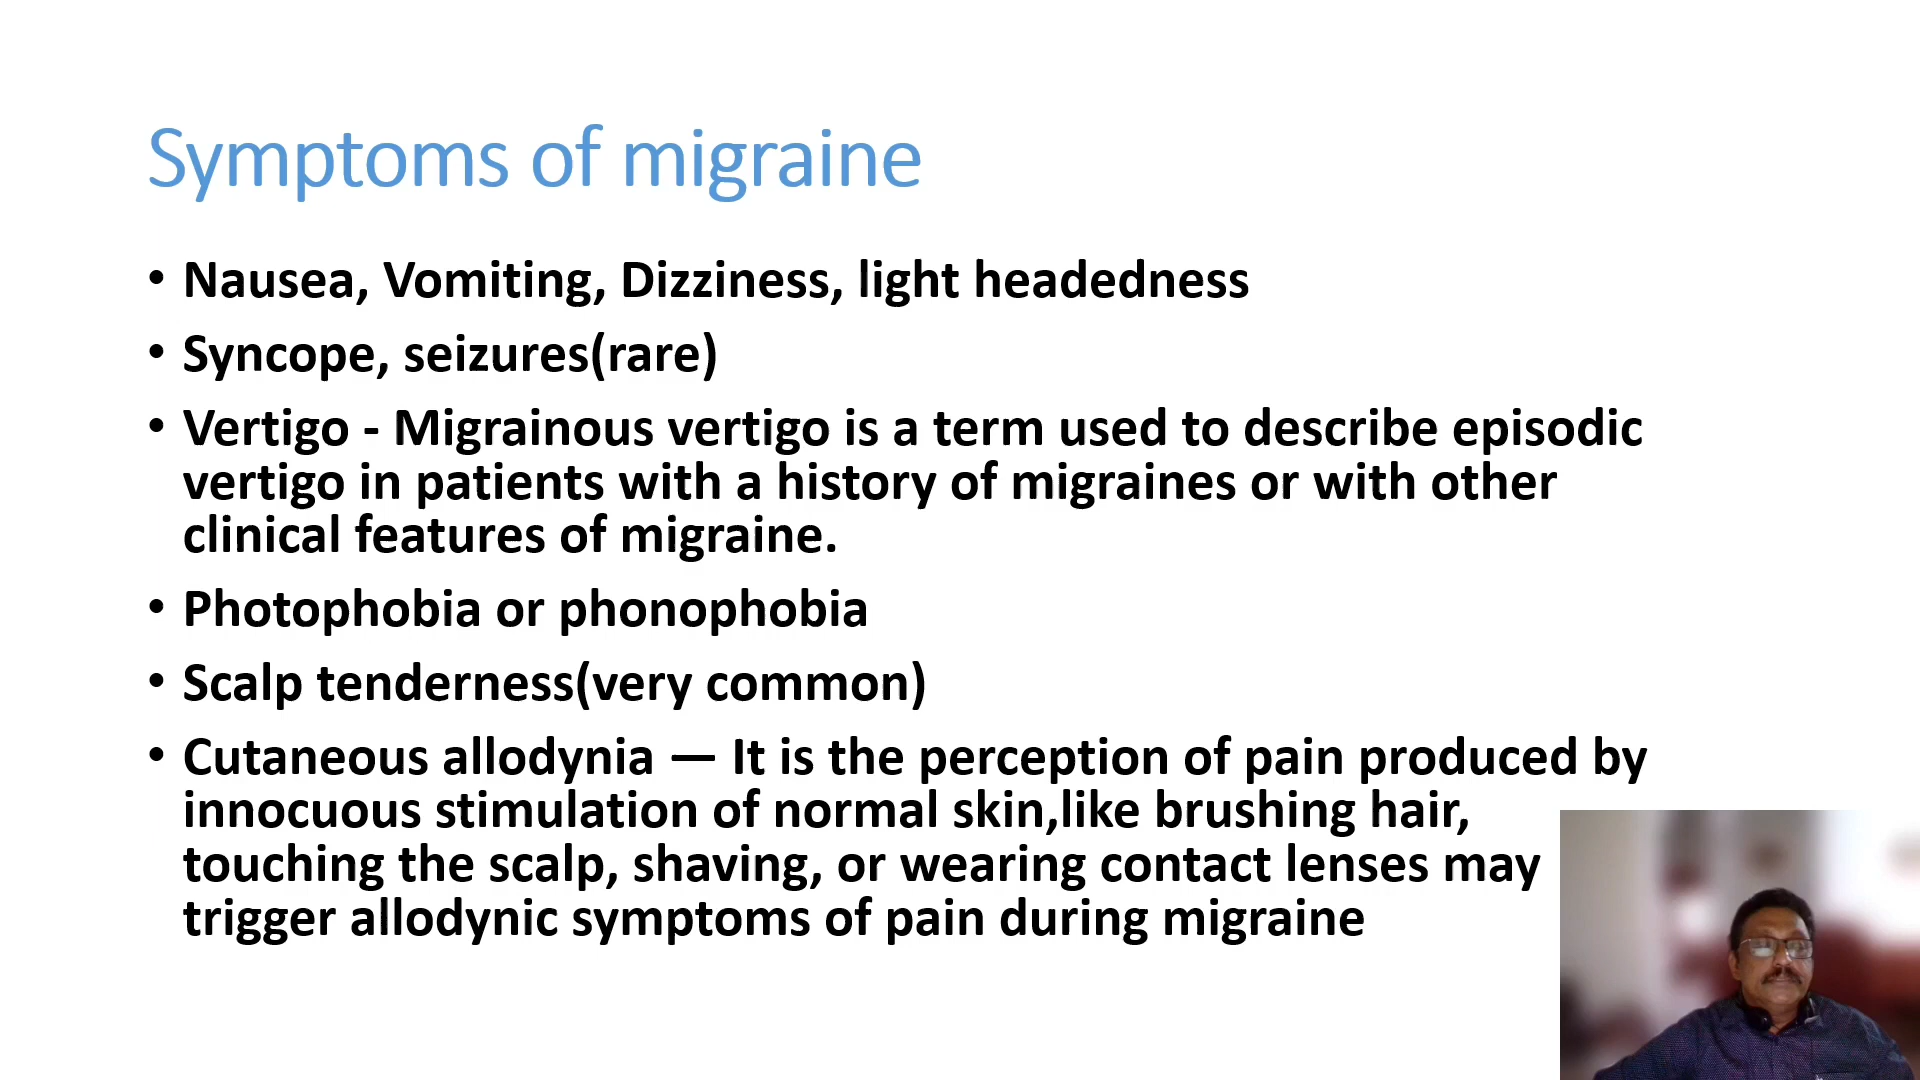 Symptoms of migraine
• Nausea, Vomiting, Dizziness, light headedness
• Syncope, seizures(rare)
• Vertigo - Migrainous vertigo is a term used to describe episodic
vertigo in patients with a history of migraines or with other
clinical features of migraine.
• Photophobia or phonophobia
• Scalp tenderness(very common)
• Cutaneous allodynia — It is the perception of pain produced by
innocuous stimulation of normal skin,like brushing hair,
touching the scalp, shaving, or wearing contact lenses may
trigger allodynic symptoms of pain during migraine